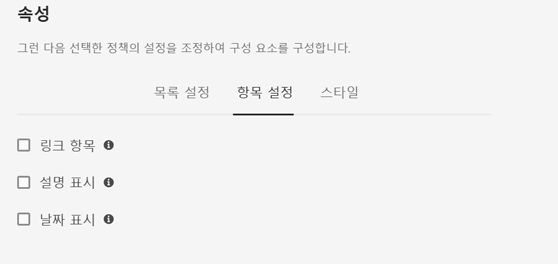 속성
그런 다음 선택한 정책의 설정을 조정하여 구성 요소를 구성합니다.
목록 설정 항목 설정 스타일
링크 항목
설명 표시
날짜 표시